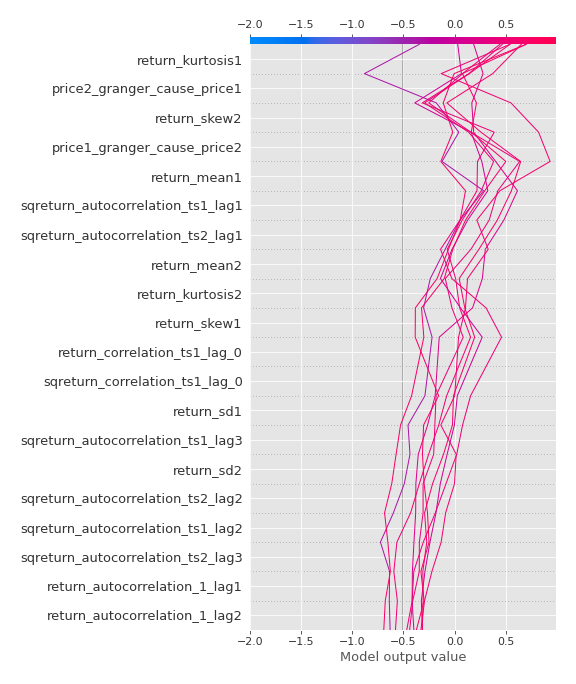 -2.0 -1.5 -1.0 -0.5 0.0 0.5
return_kurtosis1
price2_granger_cause_price1
return_skew2
price1_granger_cause_price2
return_mean1
sqreturn_autocorrelation_ts1_lag1
sqreturn_autocorrelation_ts2_lag1
return_mean2
return_kurtosis2
return_skew1
return_correlation_ts1_lag_0
sqreturn_correlation_ts1_lag_0
return_sd1
sqreturn_autocorrelation_ts1_lag3
return_sd2
sqreturn_autocorrelation_ts2_lag2
sqreturn_autocorrelation_ts1_lag2
sqreturn_autocorrelation_ts2_lag3
return_autocorrelation_1_lag1
return_autocorrelation_1_lag2
-2.0 -1.5 -1.0 -0.5 0.0 0.5
Model output value